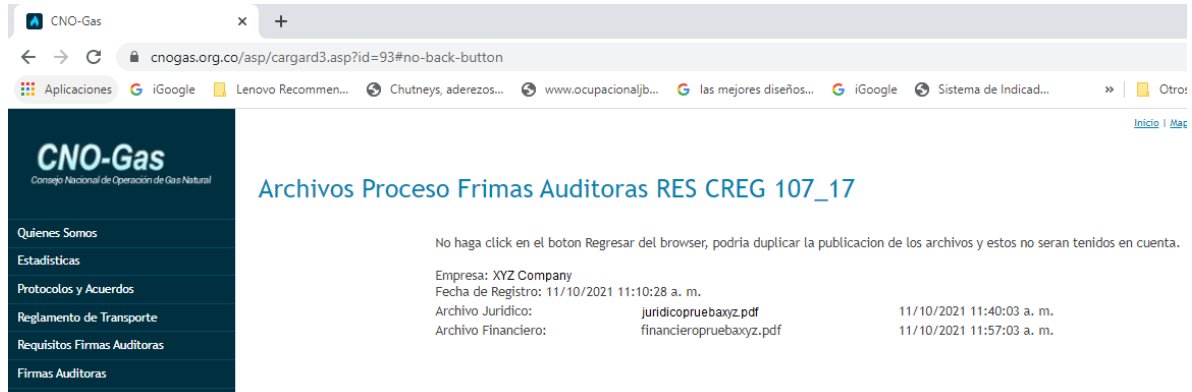 CNO-Gas
cnogas.org.co/asp/cargard3.asp?id=93#no-back-button
Aplicaciones iGoogle Lenovo Recommen... Chutneys, aderezos... www.ocupacionaljb... las mejores diseños... iGoogle Sistema de Indicad... » Otros
Inicio | Map
CNO-Gas
Consejo Nacional de Operación de Gas Natural
Archivos Proceso Frimas Auditoras RES CREG 107_17
Quienes Somos
Estadisticas
Protocolos y Acuerdos
Reglamento de Transporte
Requisitos Firmas Auditoras
Firmas Auditoras
No haga click en el boton Regresar del browser, podria duplicar la publicacion de los archivos y estos no seran tenidos en cuenta.
Empresa: XYZ Company
Fecha de Registro: 11/10/2021 11:10:28 a. m.
Archivo Juridico: juridicopruebaxyz.pdf 11/10/2021 11:40:03 a. m.
Archivo Financiero: financieropruebaxyz.pdf 11/10/2021 11:57:03 a. m.